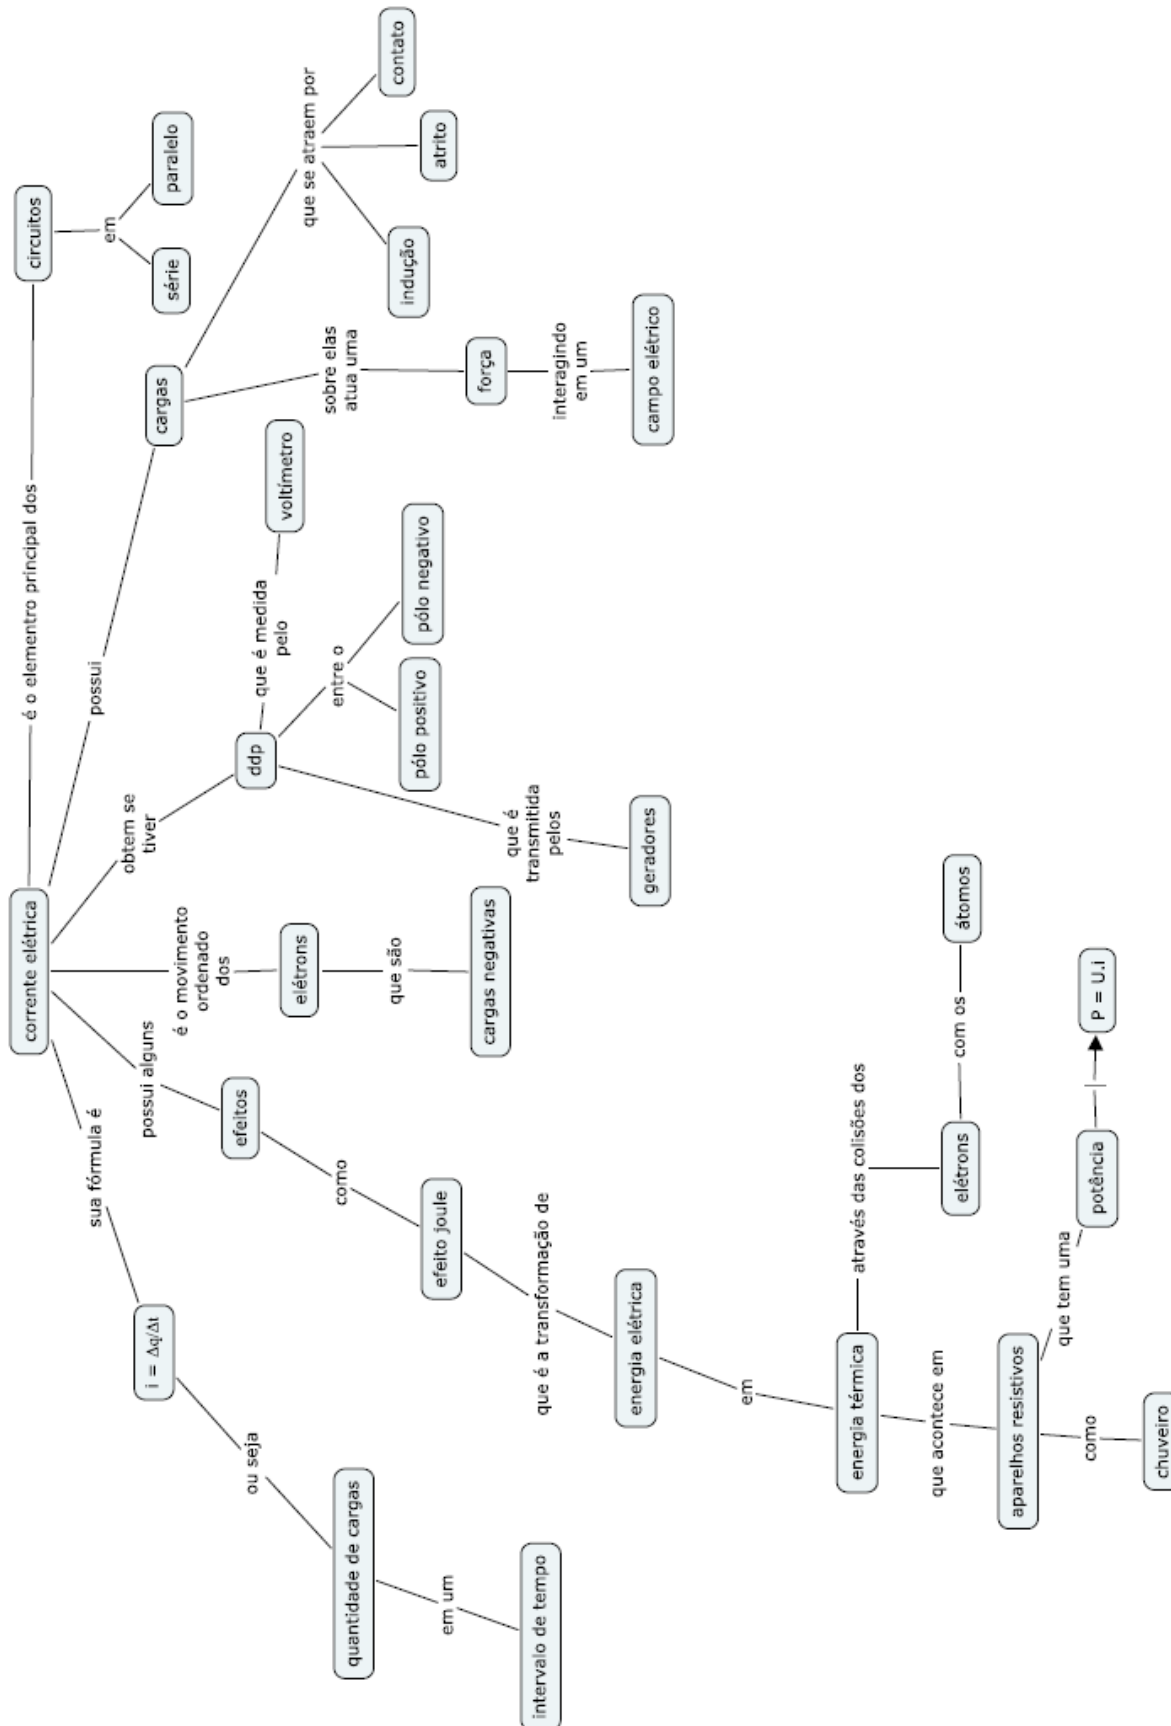 corrente elétrica
sua fórmula é
i = Δq/Δt
ou seja
quantidade de cargas
em um
intervalo de tempo
possui alguns
efeitos
como
efeito joule
que é a transformação de
energia elétrica
em
energia térmica
através das colisões dos
elétrons
com os
átomos
que acontece em
aparelhos resistivos
que tem uma
potência
P = U.i
como
chuveiro
é o movimento
ordenado
dos
elétrons
que são
cargas negativas
obtem se
tiver
ddp
que é medida
pelo
voltímetro
entre o
pólo positivo
pólo negativo
que é
transmitida
pelos
geradores
possui
cargas
sobre elas
atua uma
força
interagindo
em um
campo elétrico
que se atraem por
indução
atrito
contato
é o elementro principal dos
circuitos
em
série
paralelo